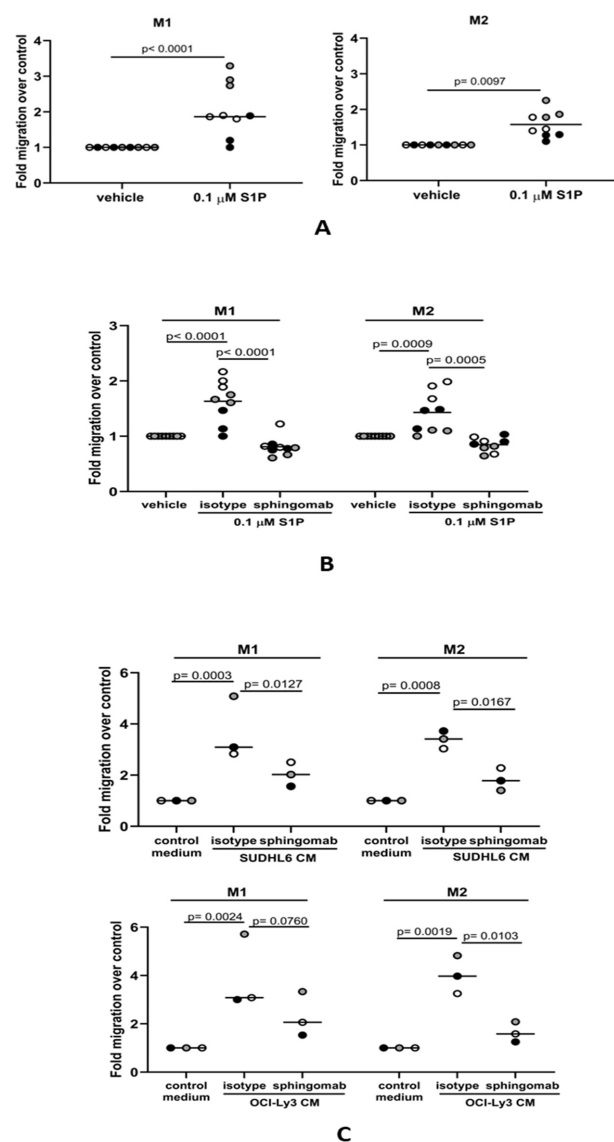 M1
Fold migration over control
4
3
2
1
0
p< 0.0001
vehicle
0.1 μM S1P
M2
Fold migration over control
4
3
2
1
0
p= 0.0097
vehicle
0.1 μM S1P
A
M1
M2
Fold migration over control
3
2
1
0
p< 0.0001
p< 0.0001
p= 0.0009
p= 0.0005
vehicle
isotype sphingomab
0.1 μM S1P
vehicle
isotype sphingomab
0.1 μM S1P
B
M1
M2
Fold migration over control
6
4
2
0
p= 0.0003
p= 0.0127
p= 0.0008
p= 0.0167
control
medium
isotype sphingomab
SUDHL6 CM
control
medium
isotype sphingomab
SUDHL6 CM
M1
M2
Fold migration over control
6
4
2
0
p= 0.0024
p= 0.0760
p= 0.0019
p= 0.0103
control
medium
isotype sphingomab
OCI-Ly3 CM
control
medium
isotype sphingomab
OCI-Ly3 CM
C